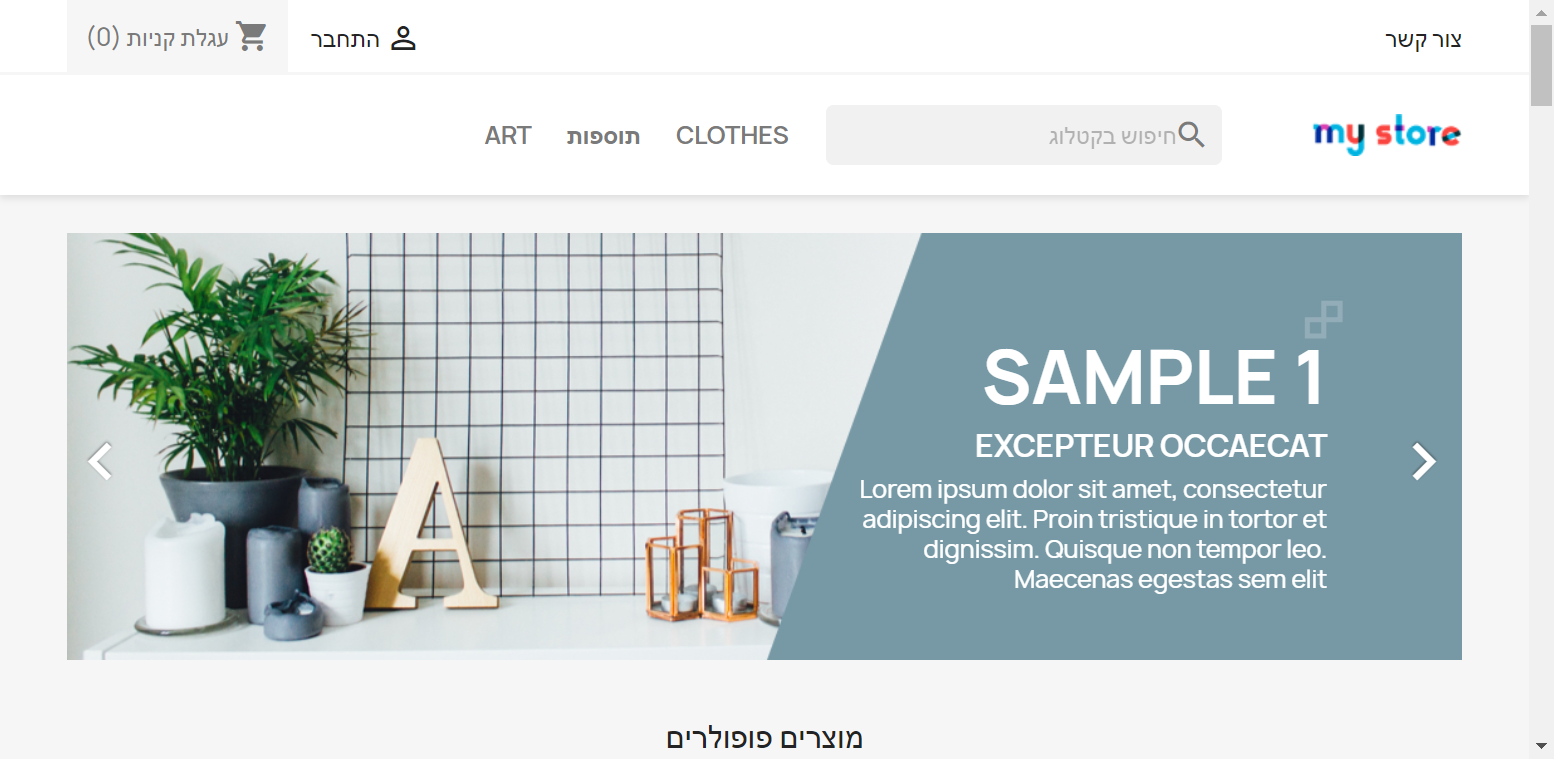 צור קשר
התחבר
עגלת קניות (0)
my store
חיפוש בקטלוג
CLOTHES
תוספות
ART
SAMPLE 1
EXCEPTEUR OCCAECAT
Lorem ipsum dolor sit amet, consectetur
adipiscing elit. Proin tristique in tortor et
dignissim. Quisque non tempor leo.
Maecenas egestas sem elit
A
מוצרים פופולרים